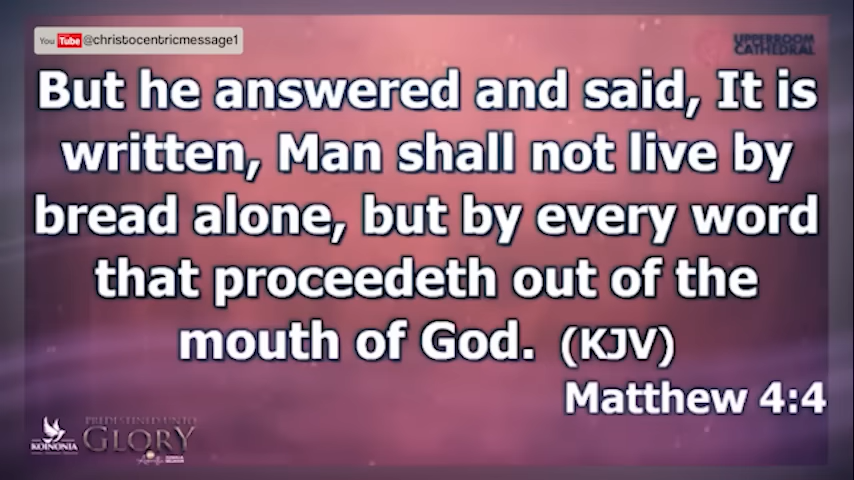 You Tube @christocentricmessage1
UPPERROOM
CATHEDRAL
But he answered and said, It is
written, Man shall not live by
bread alone, but by every word
that proceedeth out of the
mouth of God. (KJV)
Matthew 4:4
KOINONIA
PREDESTINED UNTO
GLORY